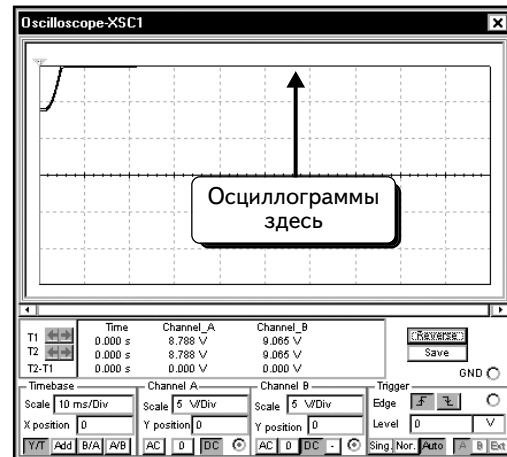 Oscilloscope-XSC1
Осциллограммы
здесь
Time Channel_A Channel_B
T1 0.000 s 8.788 V 9.065 V
T2 0.000 s 8.788 V 9.065 V
T2-T1 0.000 s 0.000 V 0.000 V
Reverse
Save
GND
Timebase Channel A Channel B Trigger
Scale 10 ms/Div Scale 5 V/Div Scale 5 V/Div Edge
X position 0 Y position 0 Y position 0 Level 0 V
Y/T Add B/A A/B AC 0 DC AC 0 DC - Sing. Nor. Auto A B Ext